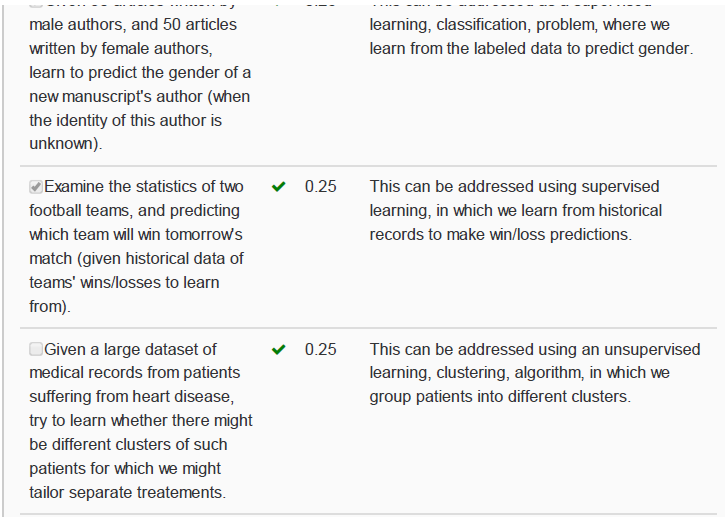 male authors, and 50 articles
written by female authors,
learn to predict the gender of a
new manuscript's author (when
the identity of this author is
unknown).
learning, classification, problem, where we
learn from the labeled data to predict gender.
Examine the statistics of two
football teams, and predicting
which team will win tomorrow's
match (given historical data of
teams' wins/losses to learn
from).
0.25
This can be addressed using supervised
learning, in which we learn from historical
records to make win/loss predictions.
Given a large dataset of
medical records from patients
suffering from heart disease,
try to learn whether there might
be different clusters of such
patients for which we might
tailor separate treatements.
0.25
This can be addressed using an unsupervised
learning, clustering, algorithm, in which we
group patients into different clusters.